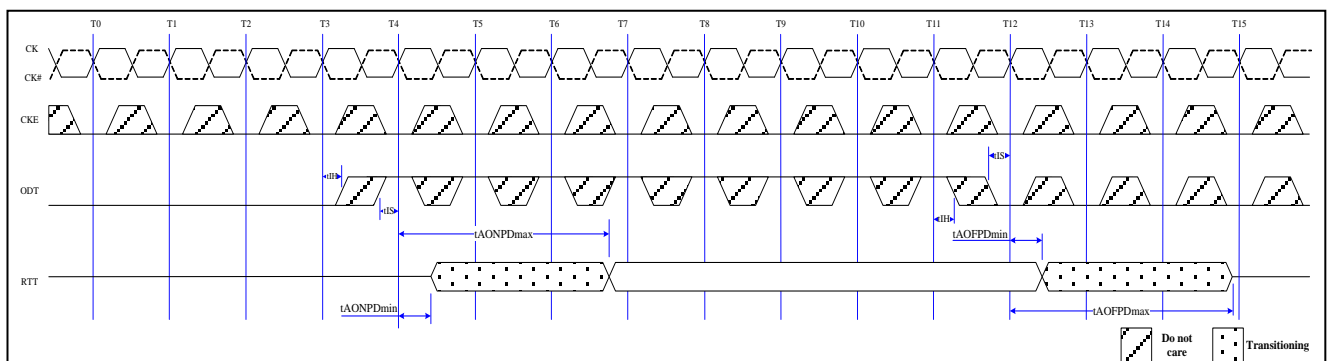 T0 T1 T2 T3 T4 T5 T6 T7 T8 T9 T10 T11 T12 T13 T14 T15
CK
CK#
CKE
tIS
ODT
tIH
tIS
tIH
tAONPDmax
tAOFPDmin
RTT
tAONPDmin
tAOFPDmax
Do not
care
Transitioning